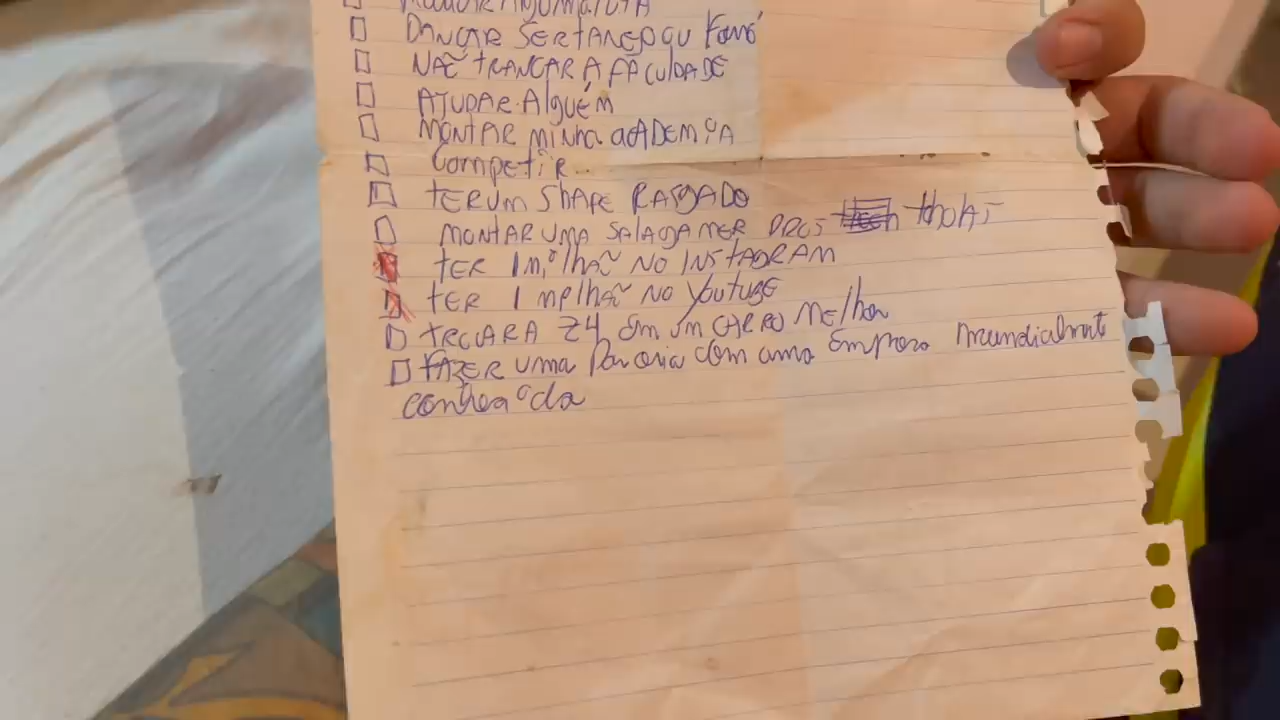 DANÇAR SERTANEJO OU FORRÓ
NÃO TRANCAR A FACULDADE
AJUDAR Alguém
MONTAR minha acADEMiA
Competir
TER UM SHAPE RASGADO
MONTAR UMA SALA GAMER PROS
TER 1 milhão NO INSTAGRAM
TER 1 milhão NO YouTUBE
TROCAR A Z4 Em um CARRO Melhor
FAZER uma Parceria com uma Empresa mundialmente
conhecida